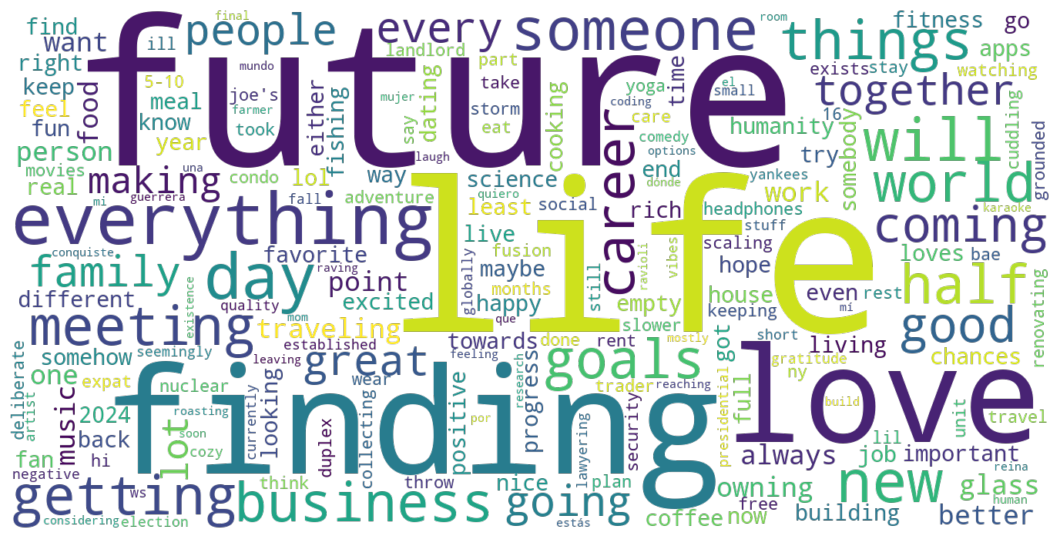 final
find
people
every
someone
things
fitness
go
room
mundo
el
want
ill
landlord
part
apps
right
5-10
joe's
take
exists
stay
watching
keep
meal
food
farmer
mujer
storm
dating
yoga
small
time
together
feel
know
took
say
eat
coding
care
16
future
fun
year
either
fishing
cooking
comedy
humanity
try
somebody
cuddling
grounded
person
laugh
options
will
movies
real
condo
lol
way
science
end
yankees
making
una
adventure
quiero
donde
work
world
mi
guerrera
fall
least
social
career
rich
headphones
karaoke
everything
favorite
live
fusion
ravioli
vibes
stuff
coming
conquiste
life
scaling
loves
bae
family
day
raving
point
globally
maybe
still
hope
half
different
quality
excited
months
happy
empty
house
even
rest
renovating
existence
mom
que
keeping
mí
meeting
traveling
slower
mostly
short
good
established
towards
done
rent
got
living
somehow
seemingly
leaving
great
feeling
goals
gratitude
chances
deliberate
one
expat
nuclear
currently
looking
wear
progress
research
reaching
trader
ny
love
artist
2024
roasting
collecting
positive
finding
security
presidential
full
build
unit
travel
music
lot
cozy
duplex
por
lawyering
always
lil
job
important
back
soon
fan
hi
think
throw
nice
plan
owning
new
glass
reina
negative
ws
free
human
getting
business
going
coffee
now
building
better
considering
election
estás